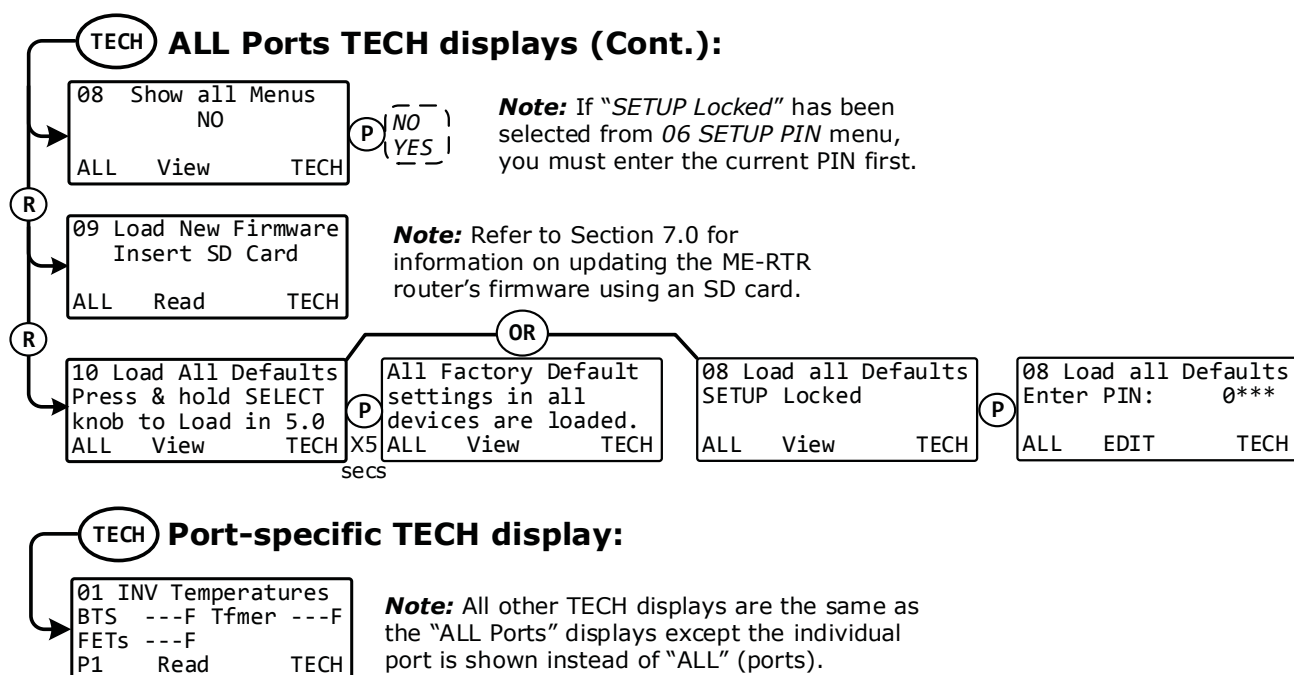 TECH ALL Ports TECH displays (Cont.):
08 Show all Menus
NO
ALL View TECH
P
NO
YES
Note: If “SETUP Locked” has been
selected from 06 SETUP PIN menu,
you must enter the current PIN first.
R
09 Load New Firmware
Insert SD Card
ALL Read TECH
Note: Refer to Section 7.0 for
information on updating the ME-RTR
router’s firmware using an SD card.
R
OR
10 Load All Defaults
Press & hold SELECT
knob to Load in 5.0
ALL View TECH
P
X5
secs
All Factory Default
settings in all
devices are loaded.
ALL View TECH
08 Load all Defaults
SETUP Locked
ALL View TECH
P
08 Load all Defaults
Enter PIN: 0***
ALL EDIT TECH
TECH Port-specific TECH display:
01 INV Temperatures
BTS ---F Tfmer ---F
FETs ---F
P1 Read TECH
Note: All other TECH displays are the same as
the “ALL Ports” displays except the individual
port is shown instead of “ALL” (ports).